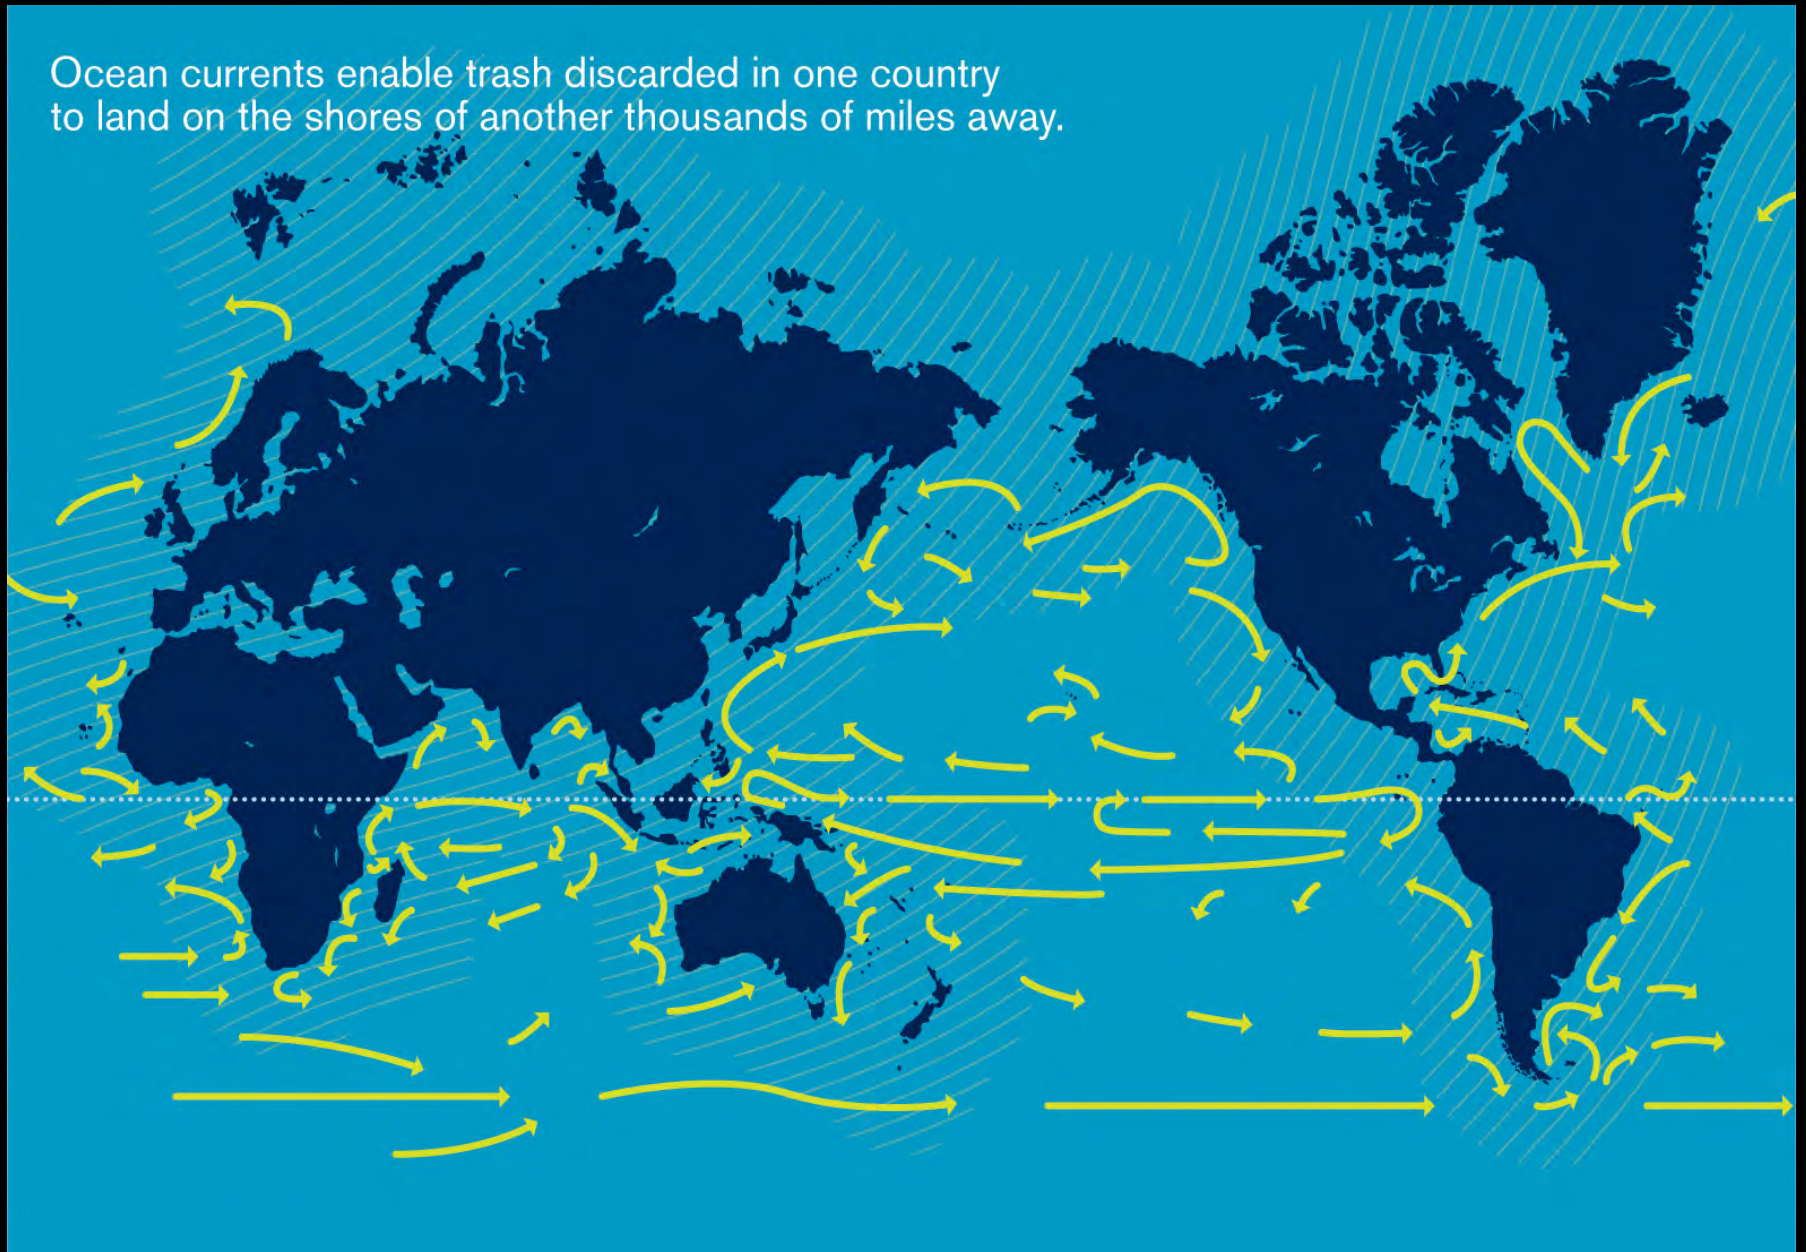 Ocean currents enable trash discarded in one country
to land on the shores of another thousands of miles away.